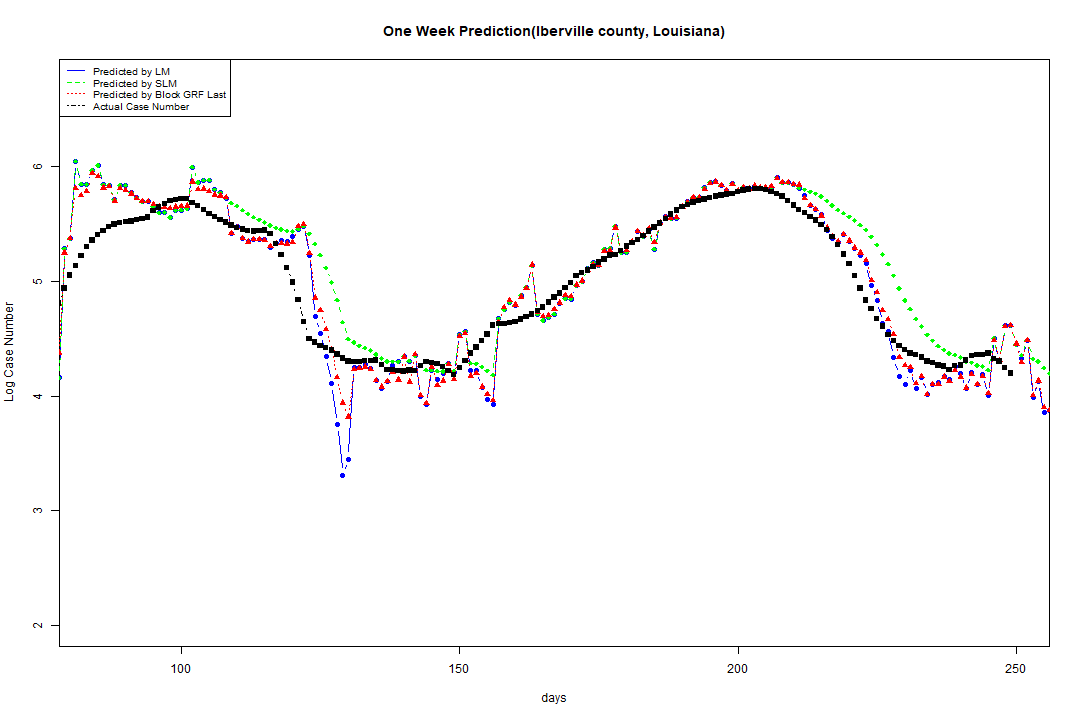 One Week Prediction(Iberville county, Louisiana)
Predicted by LM
Predicted by SLM
Predicted by Block GRF Last
Actual Case Number
6
5
4
3
2
Log Case Number
100 150 200 250
days